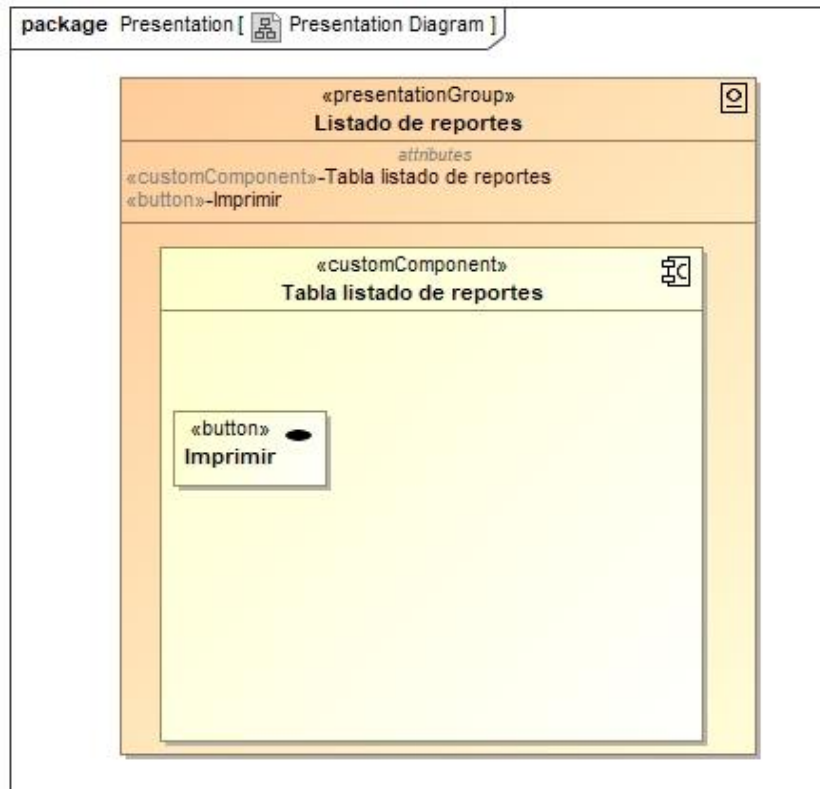 package Presentation [ Presentation Diagram ]
«presentationGroup»
Listado de reportes
attributes
«customComponent»-Tabla listado de reportes
«button»-Imprimir
«customComponent»
Tabla listado de reportes
«button»
Imprimir